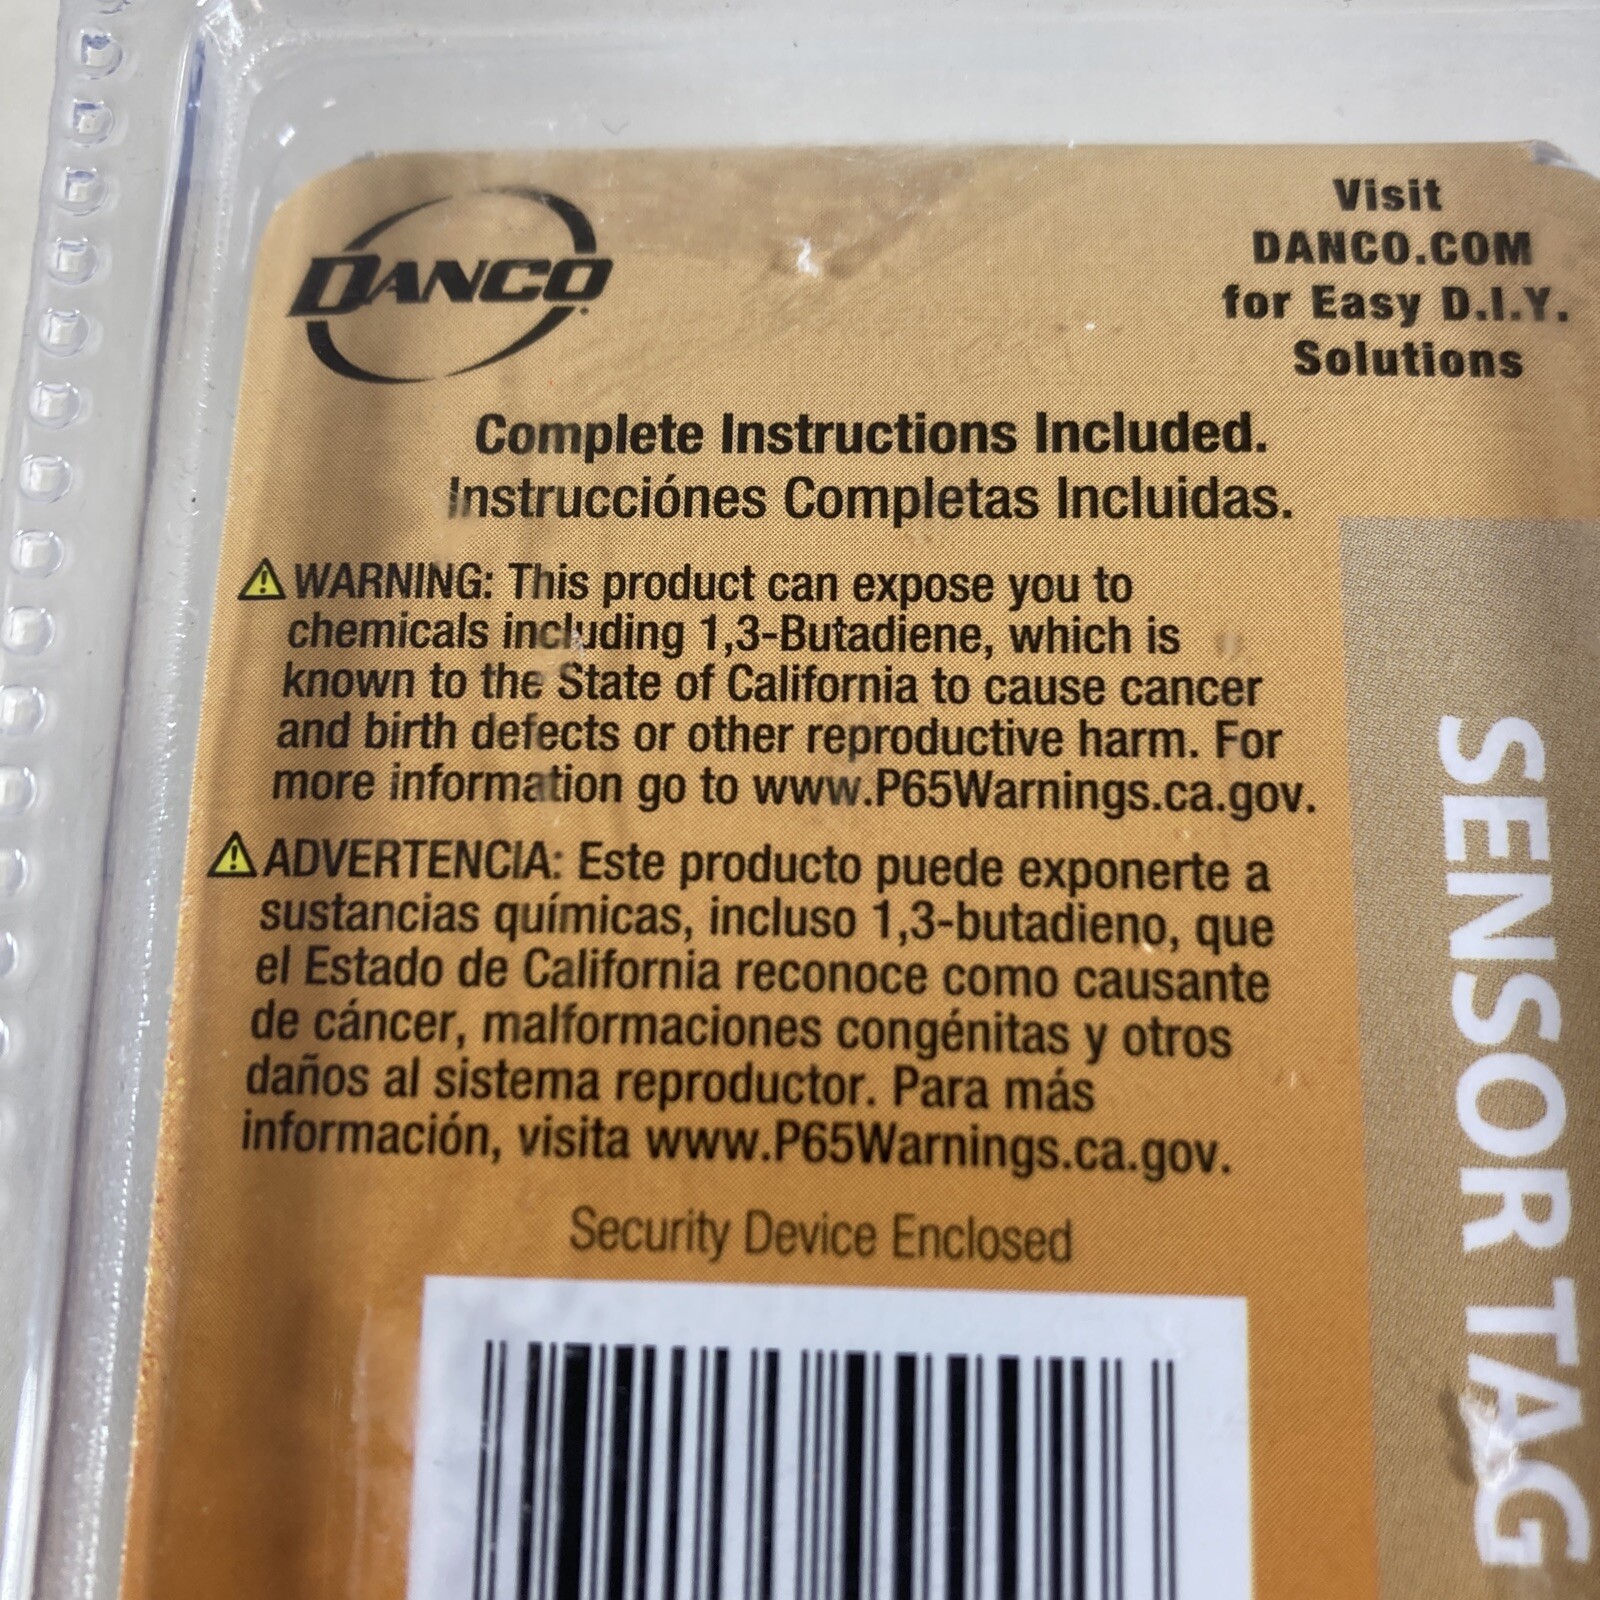 DANCO
Visit
DANCO.COM
for Easy D.I.Y.
Solutions
Complete Instructions Included.
Instrucciónes Completas Incluidas.
WARNING: This product can expose you to
chemicals including 1,3-Butadiene, which is
known to the State of California to cause cancer
and birth defects or other reproductive harm. For
more information go to www.P65Warnings.ca.gov.
ADVERTENCIA: Este producto puede exponerte a
sustancias químicas, incluso 1,3-butadieno, que
el Estado de California reconoce como causante
de cáncer, malformaciones congénitas y otros
daños al sistema reproductor. Para más
información, visita www.P65Warnings.ca.gov.
Security Device Enclosed
SENSOR TAG